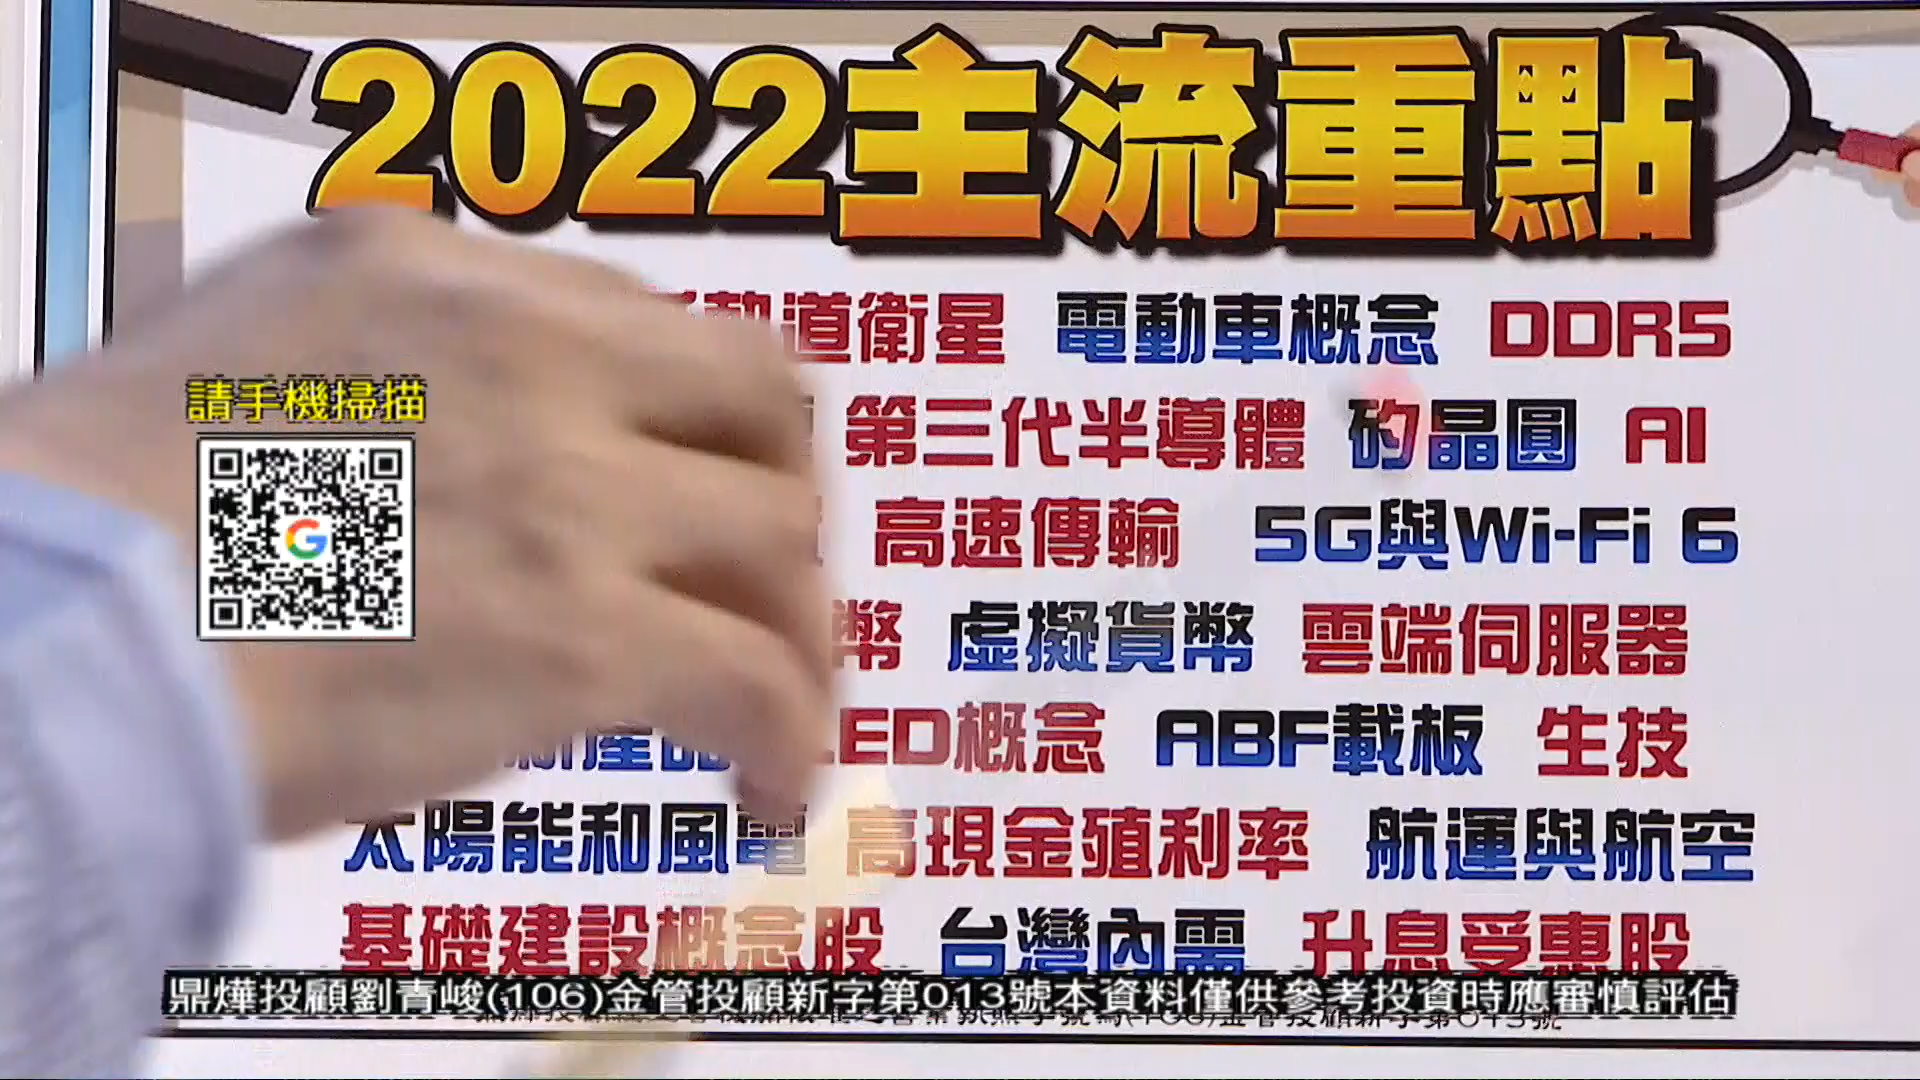 2022主流重點
軌道衛星 電動車概念 DDR5
第三代半導體 矽晶圓 AI
高速傳輸 5G與Wi-Fi 6
幣 虛擬貨幣 雲端伺服器
新產品 LED概念 ABF載板 生技
太陽能和風電 高現金殖利率 航運與航空
基礎建設概念股 台灣內需 升息受惠股
請手機掃描
鼎燁投顧劉青峻(106)金管投顧新字第013號本資料僅供參考投資時應審慎評估